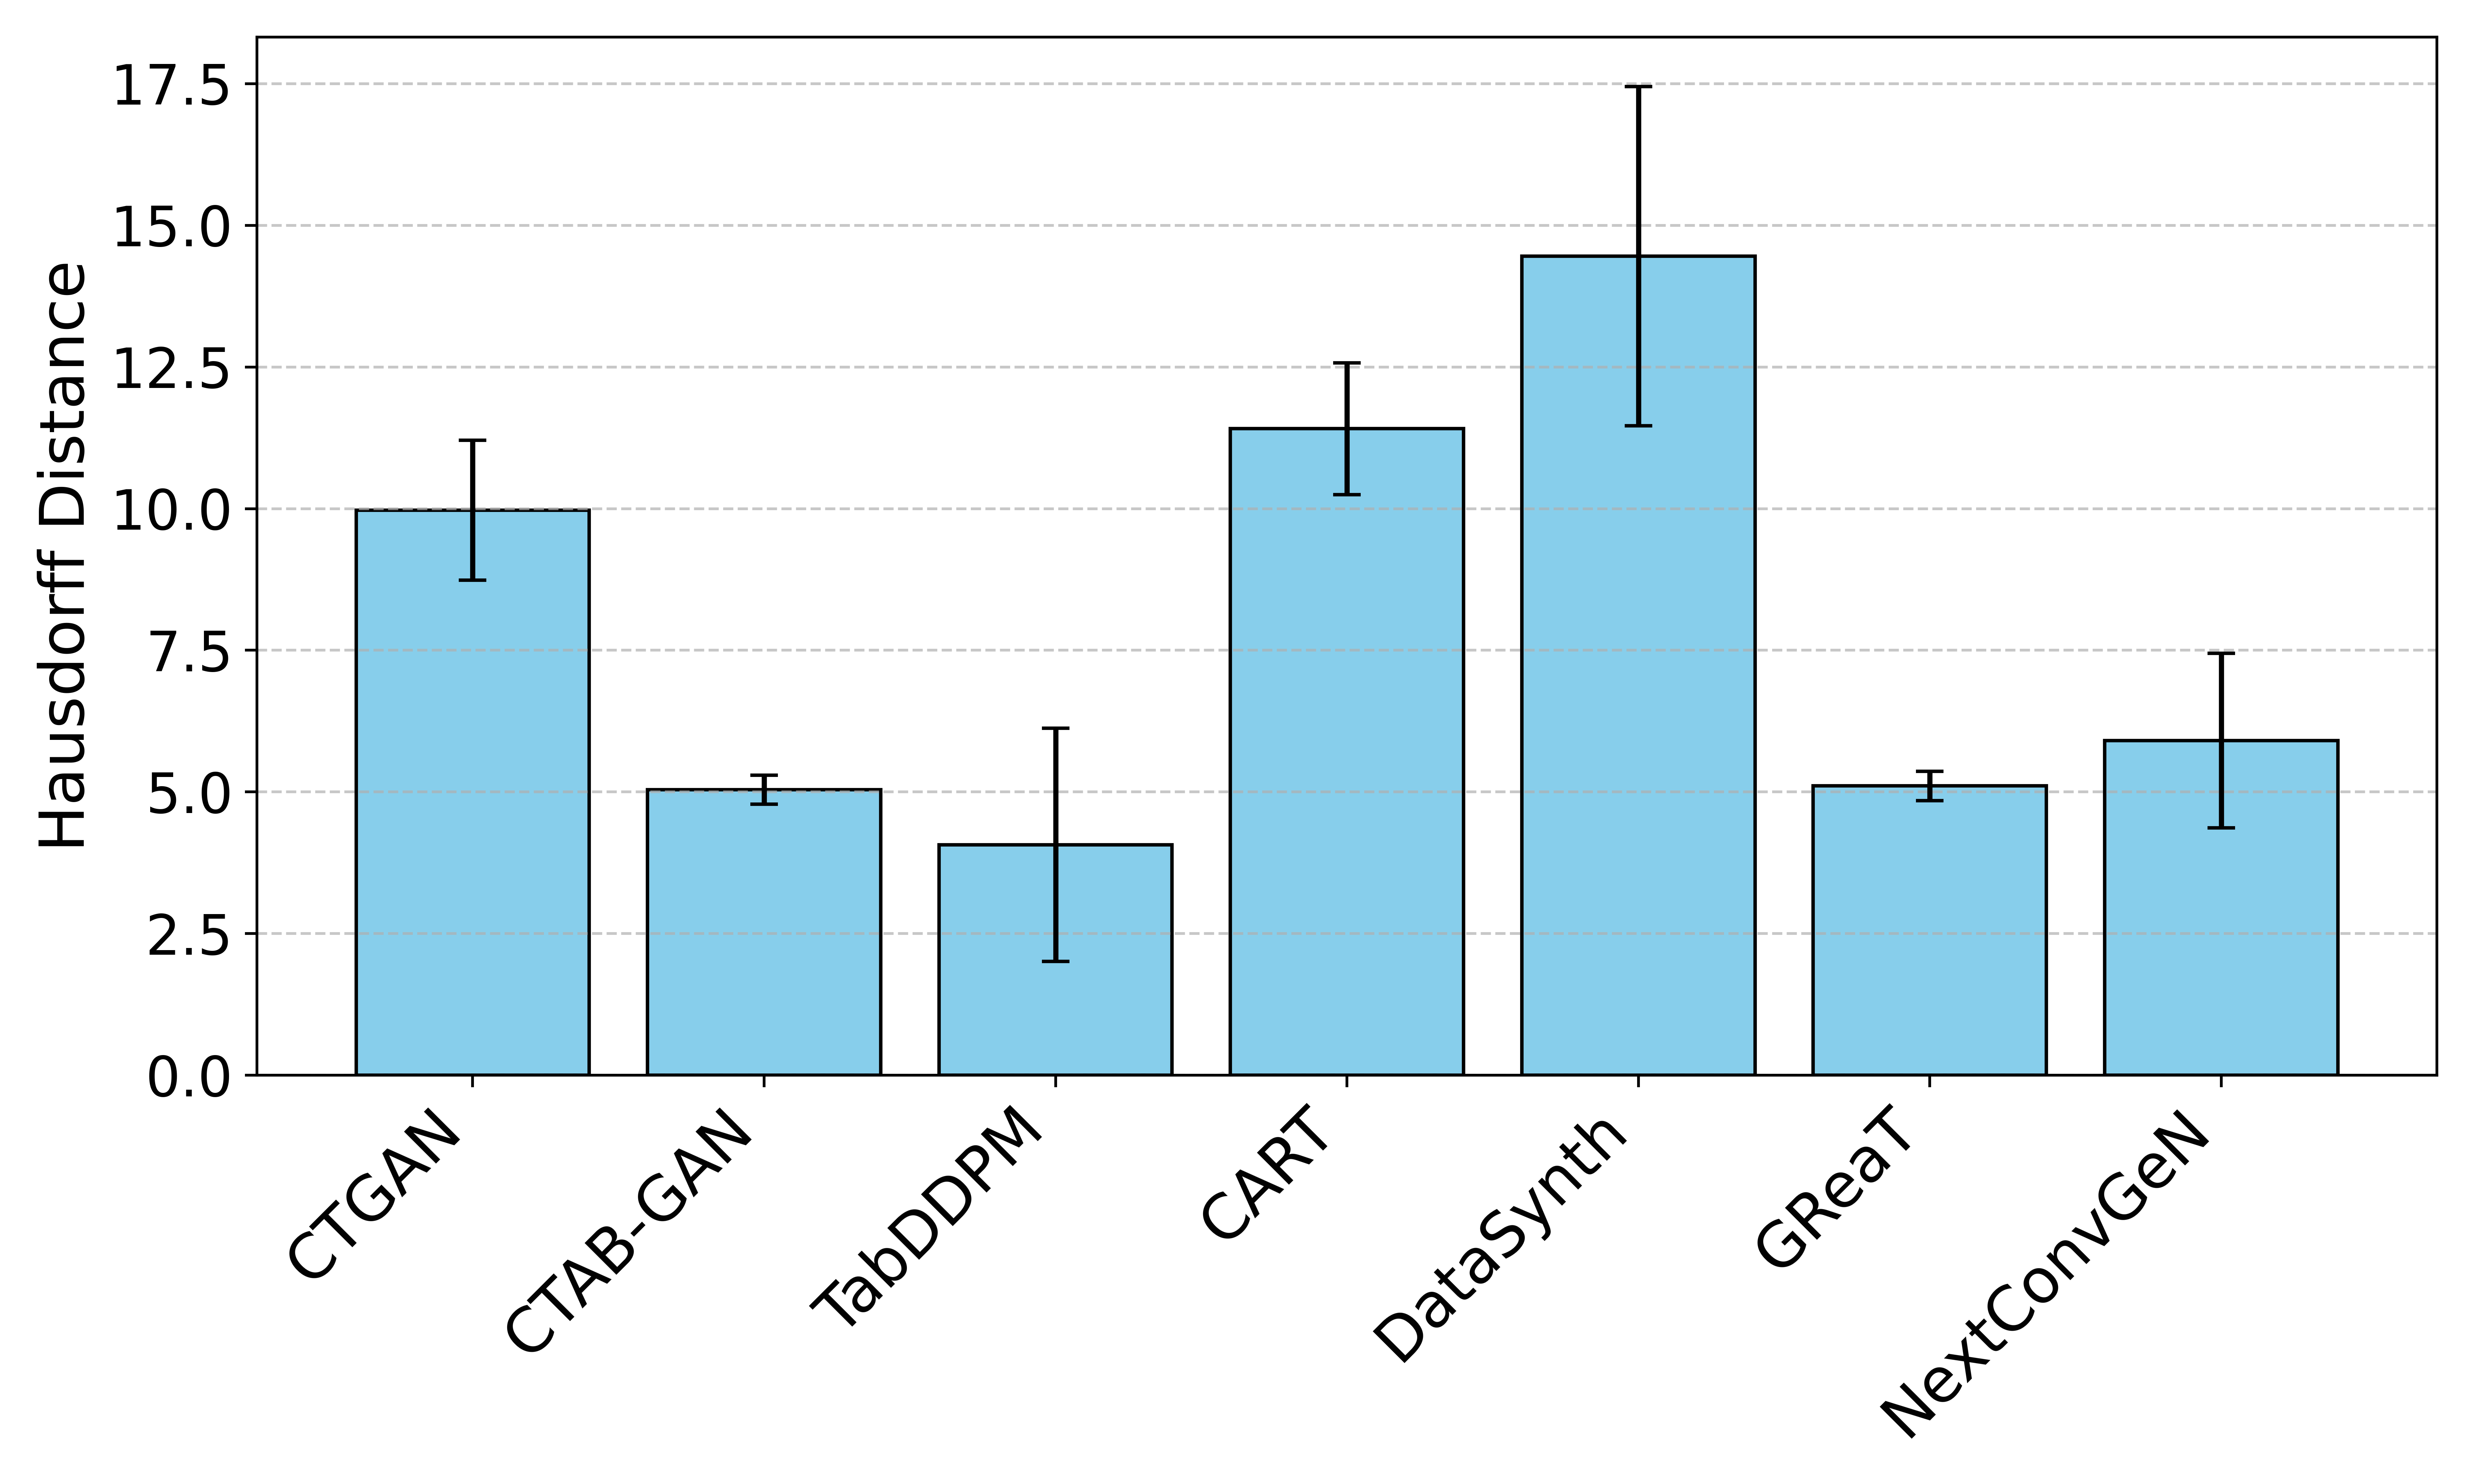 Hausdorff Distance
17.5
15.0
12.5
10.0
7.5
5.0
2.5
0.0
CTGAN
CTAB-GAN
TabDDPM
CART
DataSynth
GReaT
NextConvGeN